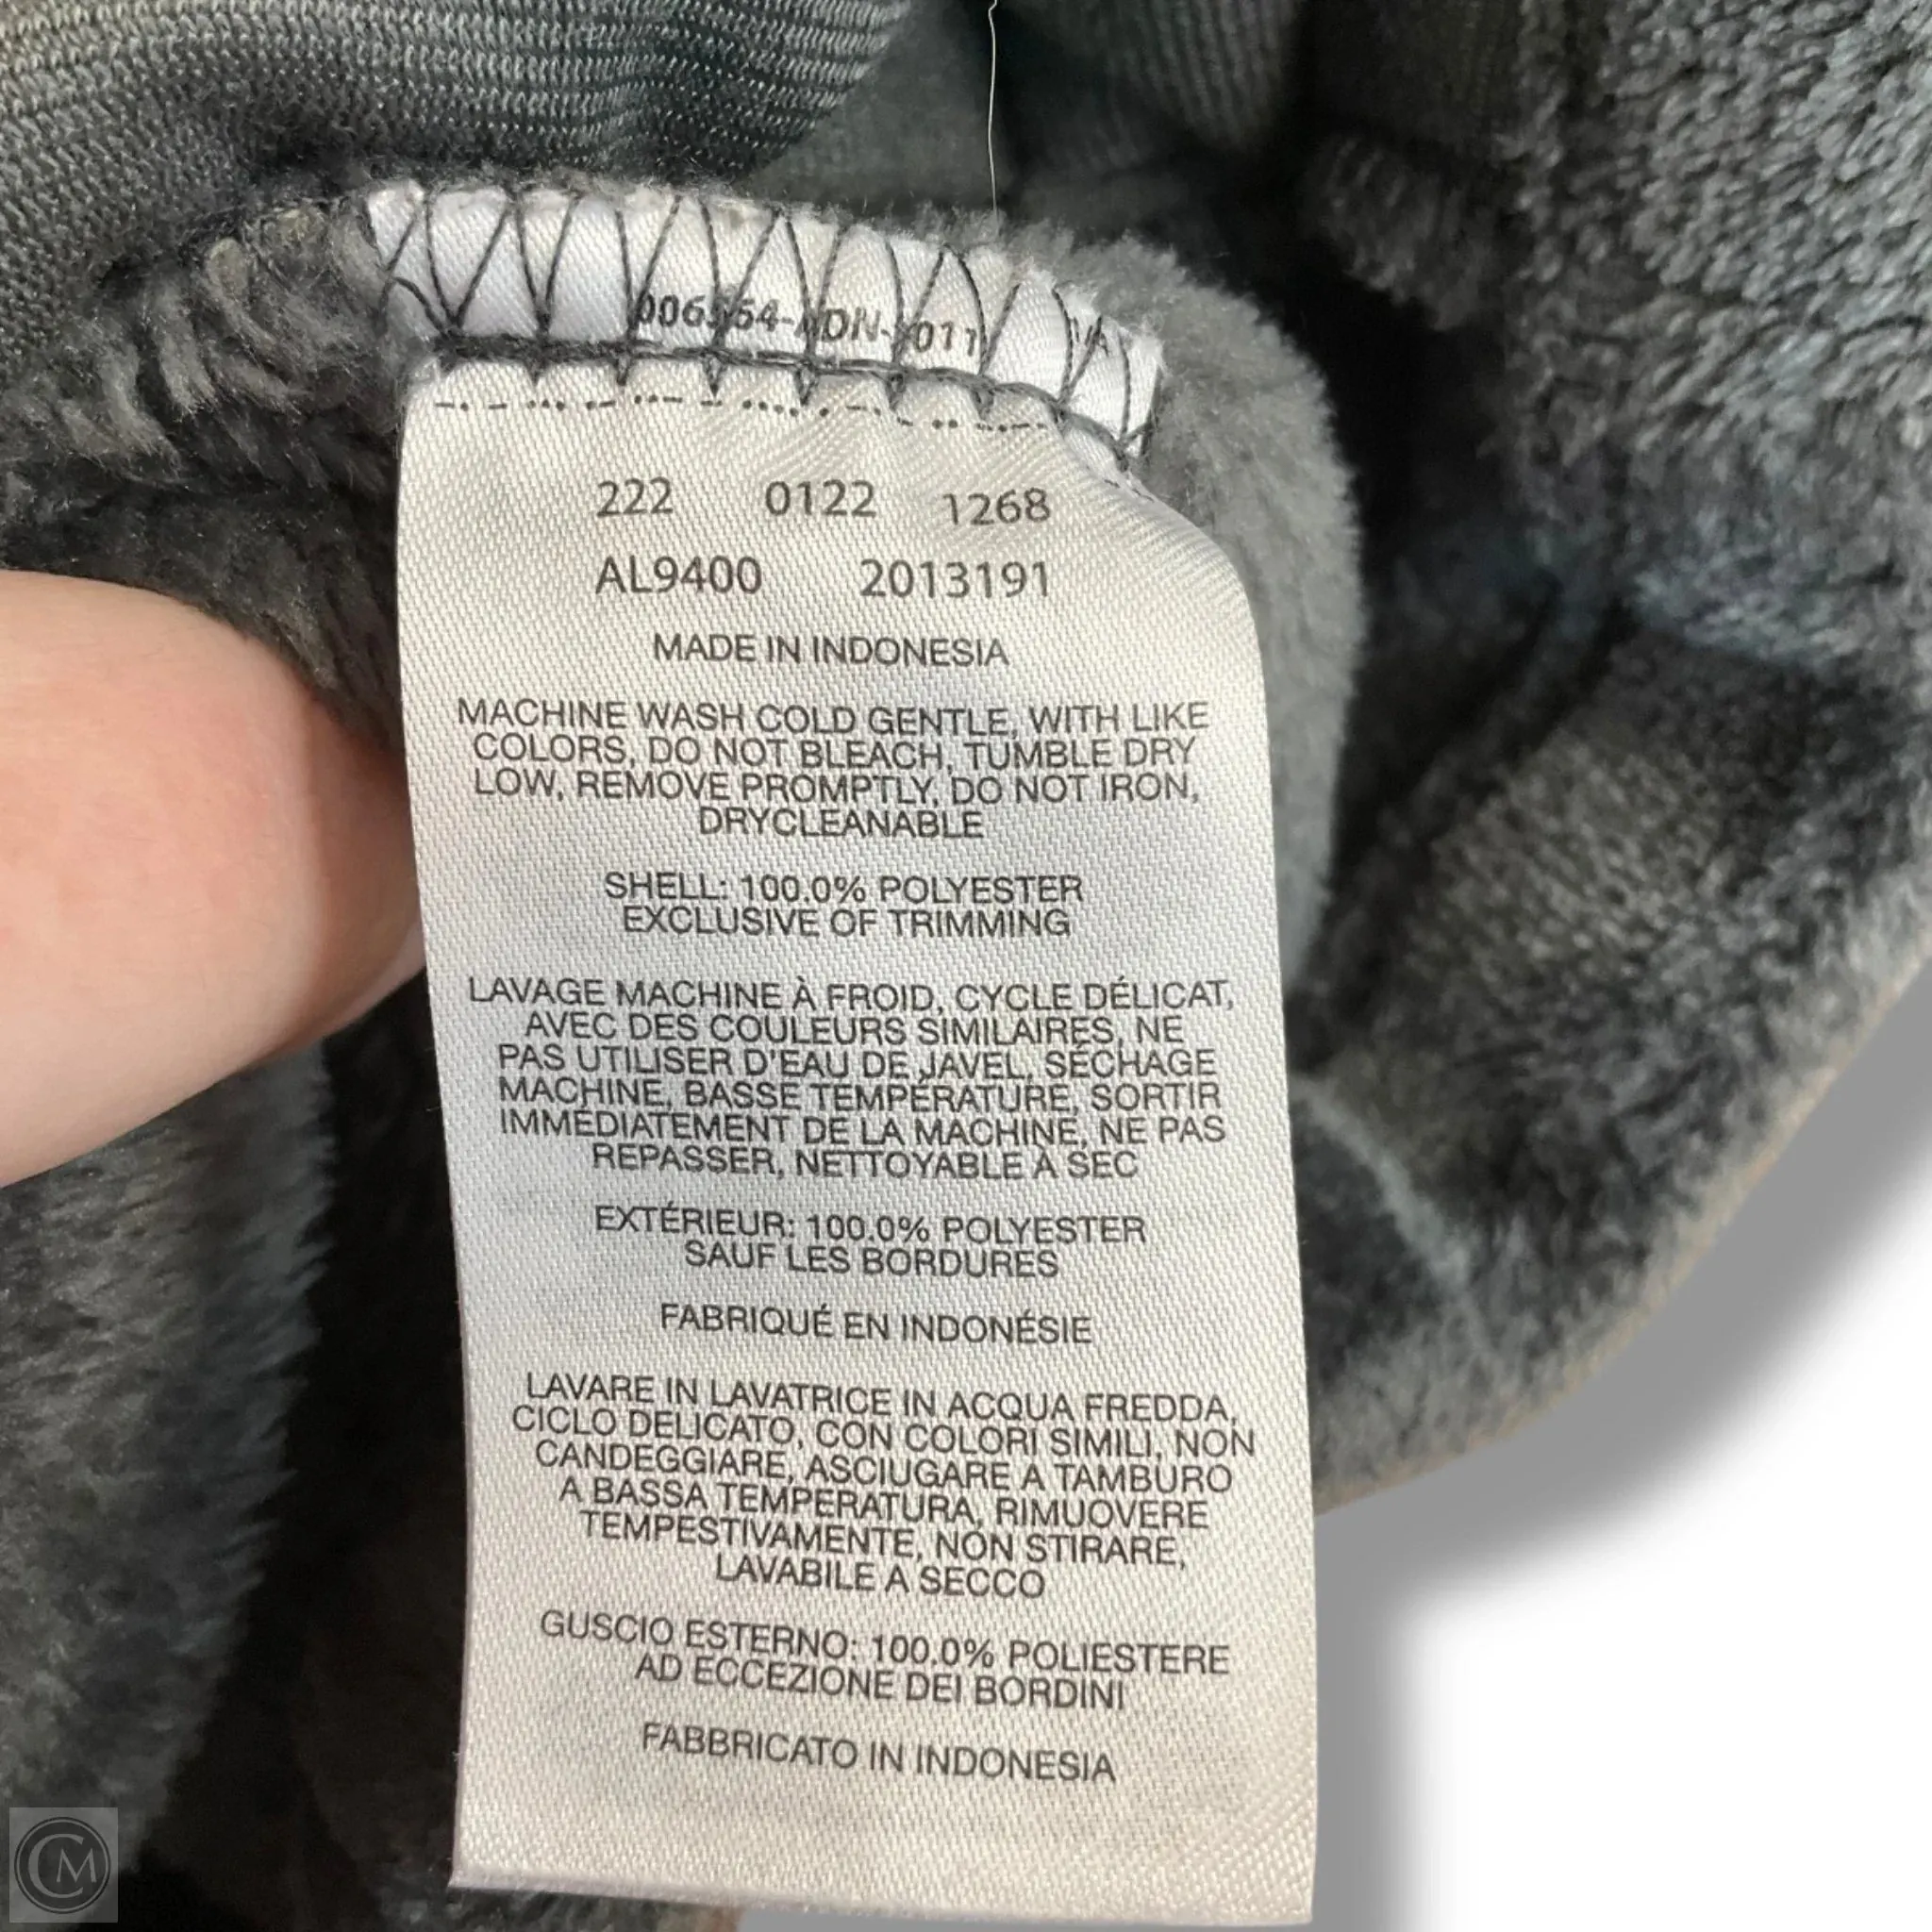 222 0122 1268
AL9400 2013191
MADE IN INDONESIA
MACHINE WASH COLD GENTLE, WITH LIKE
COLORS, DO NOT BLEACH, TUMBLE DRY
LOW, REMOVE PROMPTLY, DO NOT IRON,
DRYCLEANABLE
SHELL: 100.0% POLYESTER
EXCLUSIVE OF TRIMMING
LAVAGE MACHINE À FROID, CYCLE DÉLICAT,
AVEC DES COULEURS SIMILAIRES, NE
PAS UTILISER D'EAU DE JAVEL, SÉCHAGE
MACHINE, BASSE TEMPÉRATURE, SORTIR
IMMÉDIATEMENT DE LA MACHINE, NE PAS
REPASSER, NETTOYABLE À SEC
EXTÉRIEUR: 100.0% POLYESTER
SAUF LES BORDURES
FABRIQUÉ EN INDONÉSIE
LAVARE IN LAVATRICE IN ACQUA FREDDA,
CICLO DELICATO, CON COLORI SIMILI, NON
CANDEGGIARE, ASCIUGARE A TAMBURO
A BASSA TEMPERATURA, RIMUOVERE
TEMPESTIVAMENTE, NON STIRARE,
LAVABILE A SECCO
GUSCIO ESTERNO: 100.0% POLIESTERE
AD ECCEZIONE DEI BORDINI
FABBRICATO IN INDONESIA
CM